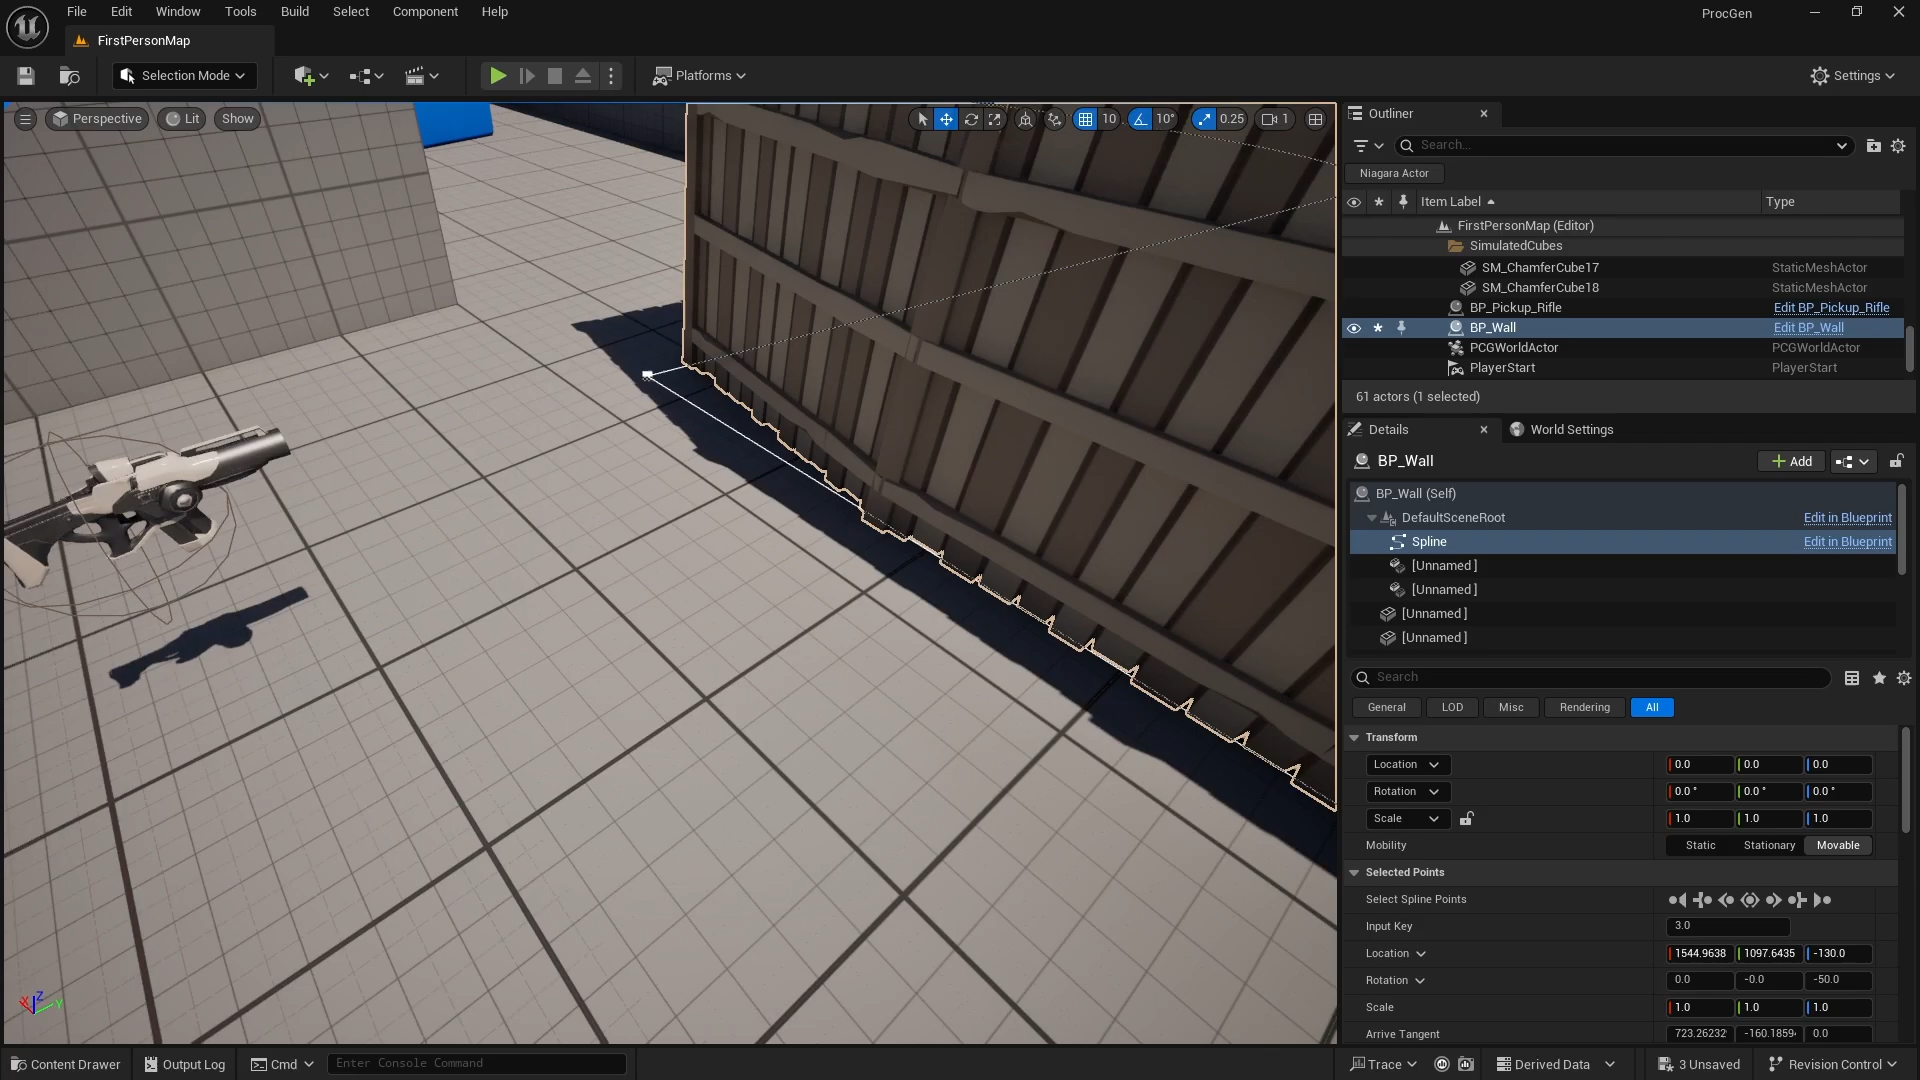 File Edit Window Tools Build Select Component Help
ProcGen
FirstPersonMap
Selection Mode
Platforms
Settings
Perspective Lit Show
10 10° 0.25 1
Outliner
Search...
Niagara Actor
Item Label Type
FirstPersonMap (Editor)
SimulatedCubes
SM_ChamferCube17 StaticMeshActor
SM_ChamferCube18 StaticMeshActor
BP_Pickup_Rifle Edit BP_Pickup_Rifle
BP_Wall Edit BP_Wall
PCGWorldActor PCGWorldActor
PlayerStart PlayerStart
61 actors (1 selected)
Details World Settings
BP_Wall Add
BP_Wall (Self)
DefaultSceneRoot Edit in Blueprint
Spline Edit in Blueprint
[Unnamed ]
[Unnamed ]
[Unnamed ]
[Unnamed ]
Search
General LOD Misc Rendering All
Transform
Location 0.0 0.0 0.0
Rotation 0.0 ° 0.0 ° 0.0 °
Scale 1.0 1.0 1.0
Mobility Static Stationary Movable
Selected Points
Select Spline Points
Input Key 3.0
Location 1544.9638 1097.6435 -130.0
Rotation 0.0 -0.0 -50.0
Scale 1.0 1.0 1.0
Arrive Tangent 723.26232 -160.1859 0.0
X Z Y
Content Drawer Output Log Cmd Enter Console Command Trace Derived Data 3 Unsaved Revision Control